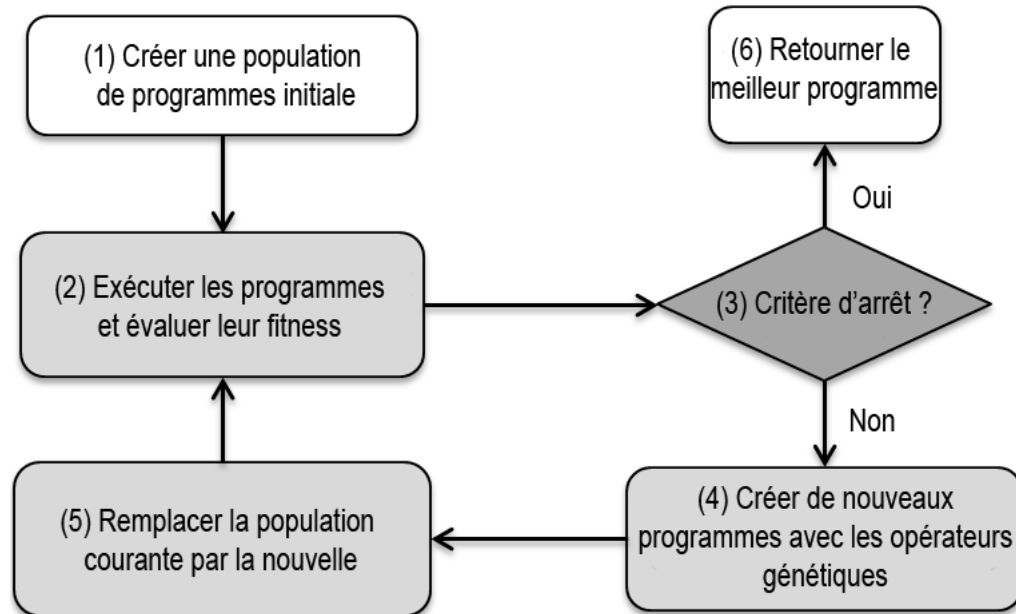 (1) Créer une population
de programmes initiale
(6) Retourner le
meilleur programme
Oui
(2) Exécuter les programmes
et évaluer leur fitness
(3) Critère d'arrêt ?
Non
(4) Créer de nouveaux
programmes avec les opérateurs
génétiques
(5) Remplacer la population
courante par la nouvelle